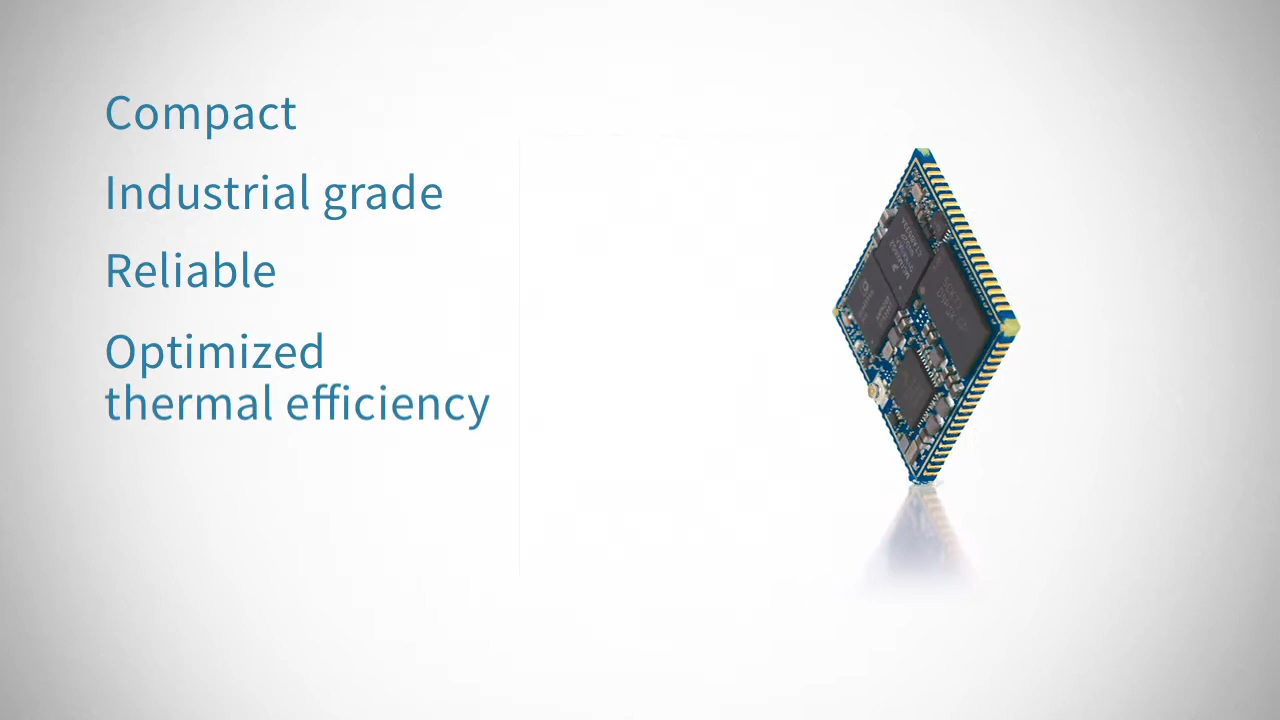 Compact
Industrial grade
Reliable
Optimized
thermal efficiency